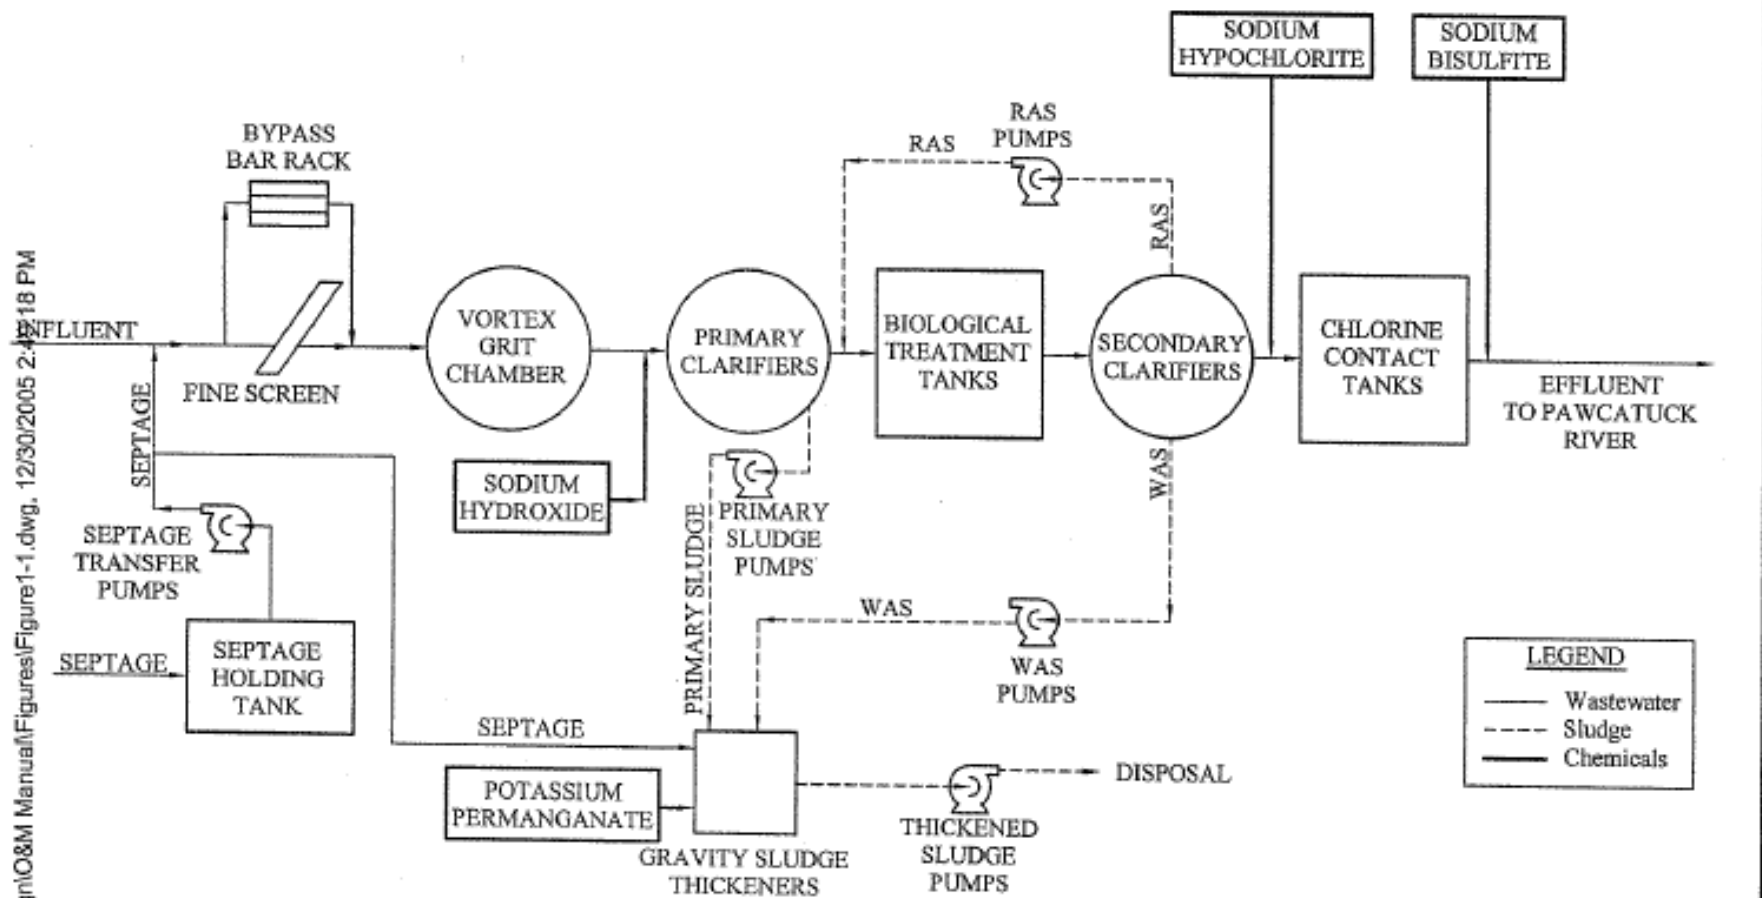 SODIUM
HYPOCHLORITE
SODIUM
BISULFITE
BYPASS
BAR RACK
RAS
PUMPS
RAS
RAS
INFLUENT
FINE SCREEN
VORTEX
GRIT
CHAMBER
PRIMARY
CLARIFIERS
BIOLOGICAL
TREATMENT
TANKS
SECONDARY
CLARIFIERS
CHLORINE
CONTACT
TANKS
EFFLUENT
TO PAWCATUCK
RIVER
SEPTAGE
SODIUM
HYDROXIDE
PRIMARY
SLUDGE
PUMPS
PRIMARY SLUDGE
WAS
SEPTAGE
TRANSFER
PUMPS
WAS
WAS
PUMPS
SEPTAGE
SEPTAGE
HOLDING
TANK
SEPTAGE
POTASSIUM
PERMANGANATE
GRAVITY SLUDGE
THICKENERS
DISPOSAL
THICKENED
SLUDGE
PUMPS
LEGEND
Wastewater
Sludge
Chemicals
O&M Manual\Figures\Figure1-1.dwg, 12/30/2005 PM